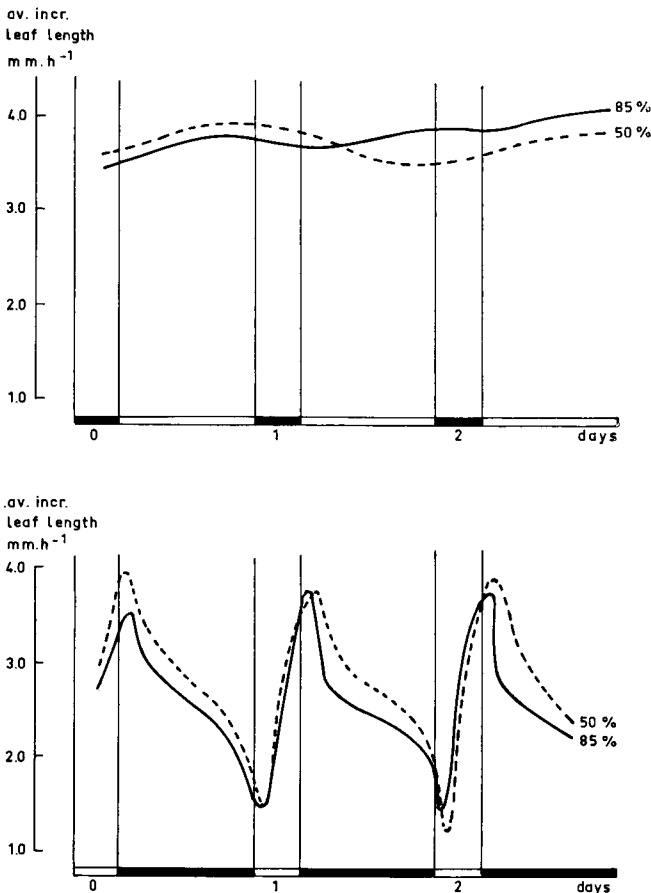 av. incr.
leaf length
mm.h⁻¹
4.0
3.0
2.0
1.0
85 %
50 %
0 1 2 days
.av. incr.
leaf length
mm.h⁻¹
4.0
3.0
2.0
1.0
50 %
85 %
0 1 2 days